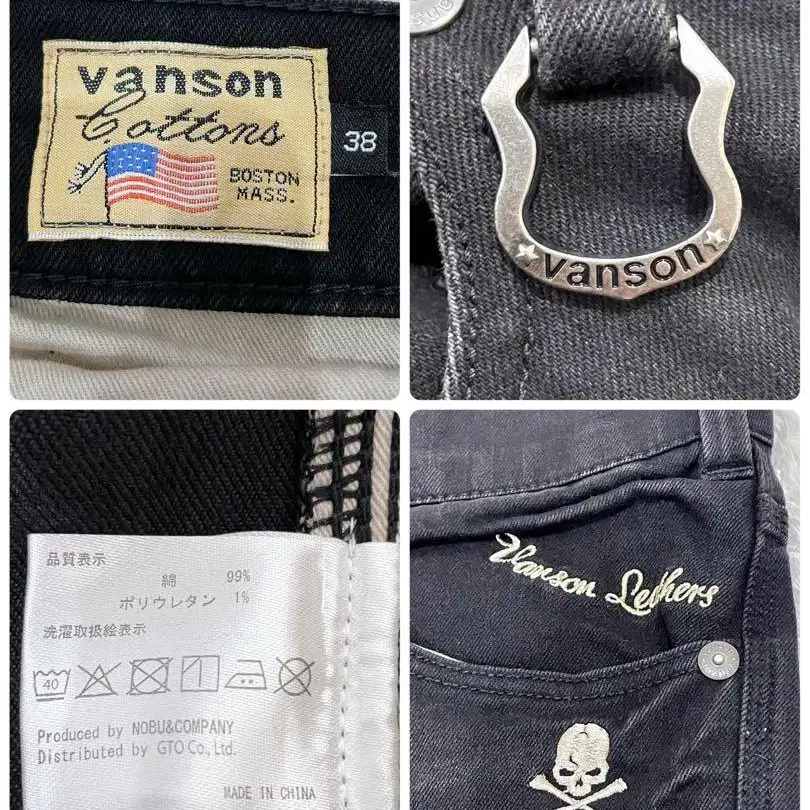 vanson
Cottons
BOSTON
MASS.
38
vanson
品質表示
綿 99%
ポリウレタン 1%
洗濯取扱絵表示
40
Produced by NOBU&COMPANY
Distributed by GTO Co., Ltd.
MADE IN CHINA
Vanson Lethers